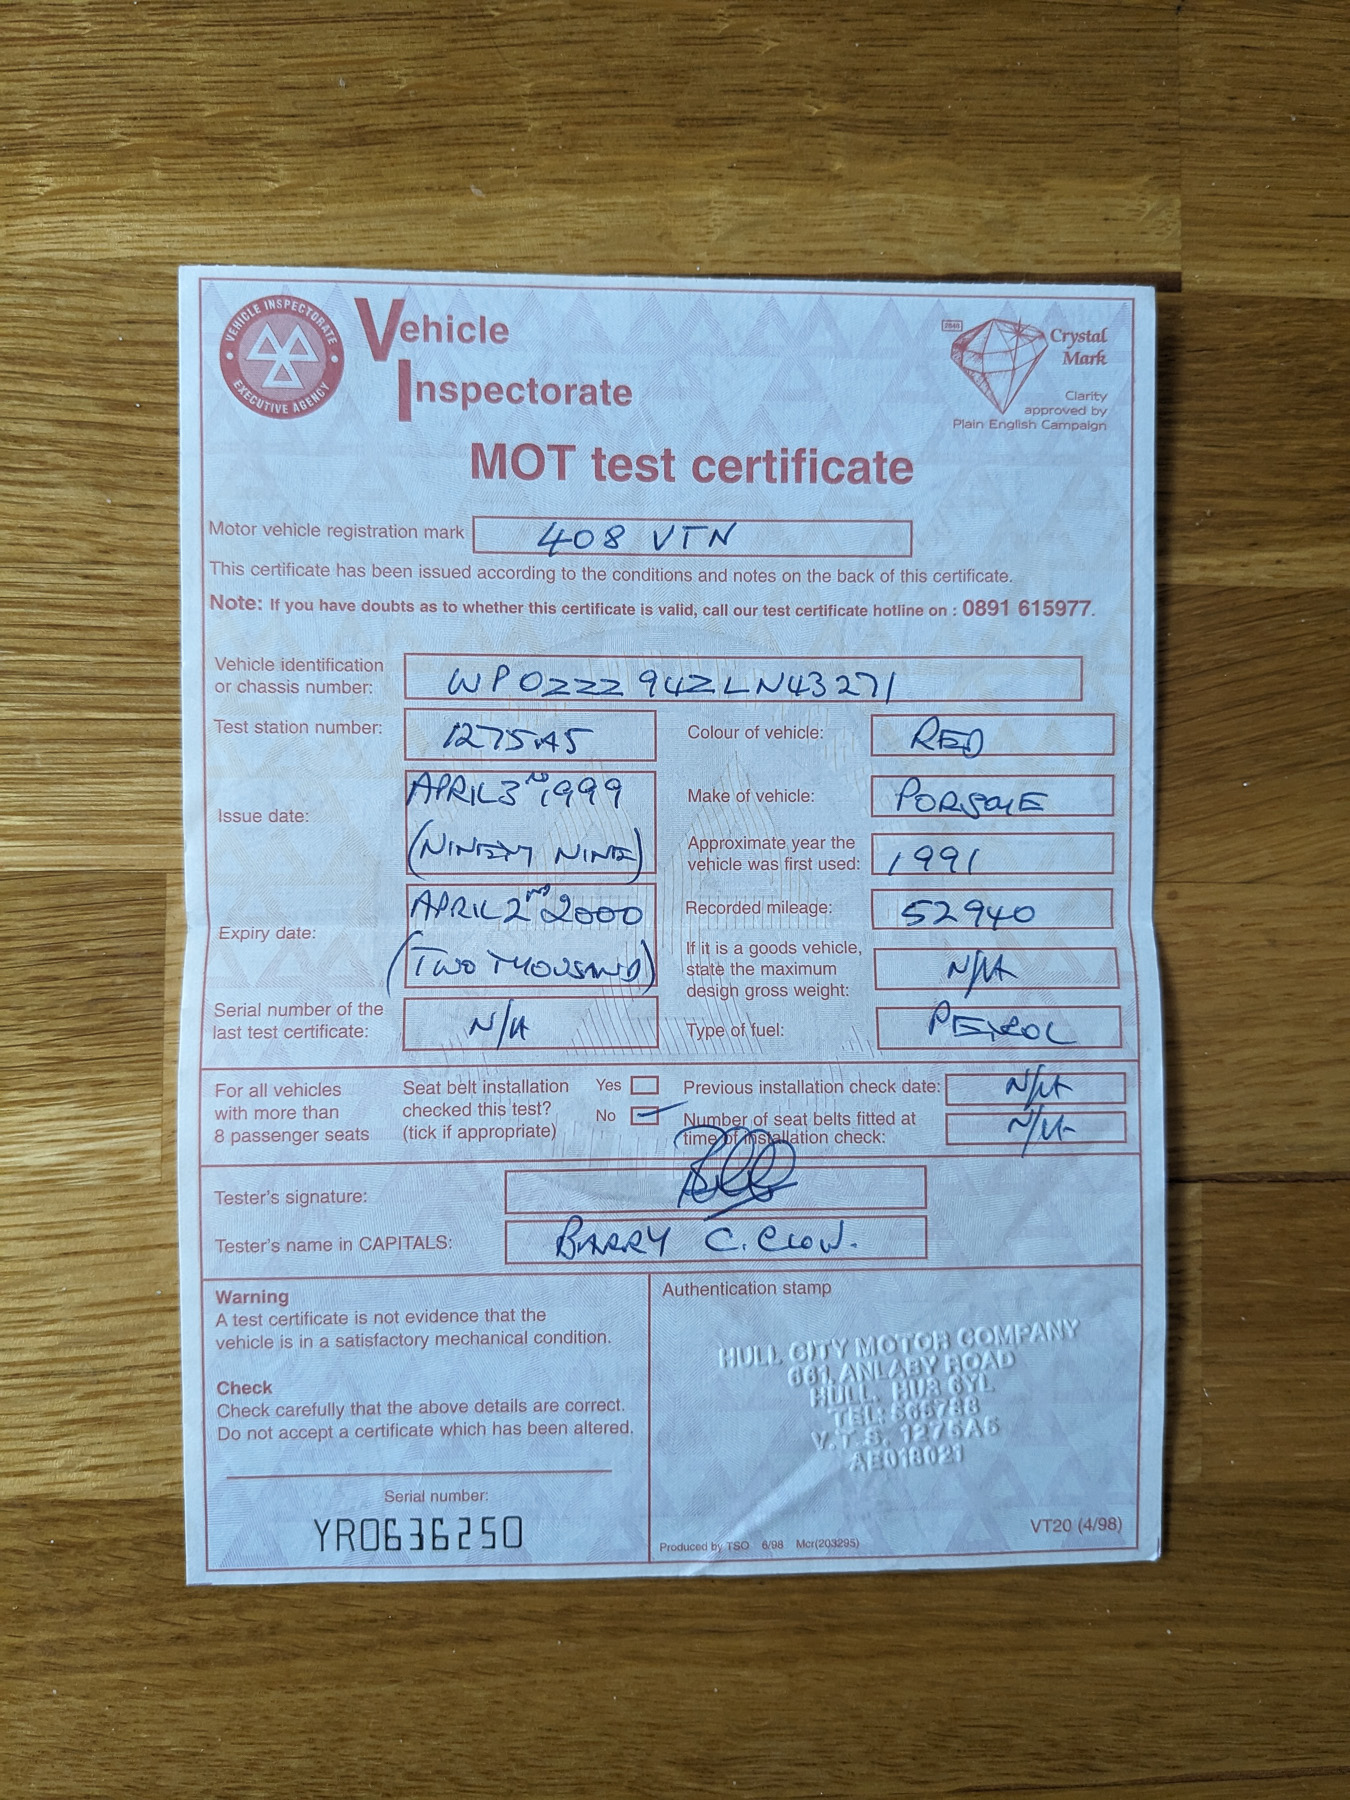 VEHICLE INSPECTORATE
EXECUTIVE AGENCY
Vehicle
Inspectorate
2848
Crystal
Mark
Clarity
approved by
Plain English Campaign
MOT test certificate
Motor vehicle registration mark 408 VTN
This certificate has been issued according to the conditions and notes on the back of this certificate.
Note: If you have doubts as to whether this certificate is valid, call our test certificate hotline on : 0891 615977.
Vehicle identification
or chassis number: WP0ZZZ94ZLN43271
Test station number: 1275A5
Colour of vehicle: RED
Issue date: APRIL 3RD 1999
(NINETY NINE)
Make of vehicle: PORSCHE
Approximate year the
vehicle was first used: 1991
Expiry date: APRIL 2ND 2000
(TWO THOUSAND)
Recorded mileage: 52940
If it is a goods vehicle,
state the maximum
design gross weight: N/A
Serial number of the
last test certificate: N/A
Type of fuel: PETROL
For all vehicles
with more than
8 passenger seats
Seat belt installation
checked this test?
(tick if appropriate)
Yes
No
Previous installation check date: N/A
Number of seat belts fitted at
time of installation check: N/A
Tester's signature:
Tester's name in CAPITALS: BARRY C. CLOW.
Warning
A test certificate is not evidence that the
vehicle is in a satisfactory mechanical condition.
Check
Check carefully that the above details are correct.
Do not accept a certificate which has been altered.
Serial number:
YR0636250
Authentication stamp
HULL CITY MOTOR COMPANY
661 ANLABY ROAD
HULL. HU3 6YL
TEL: 566788
V.T.S. 1275A5
AE018021
Produced by TSO 6/98 Mcr(203295)
VT20 (4/98)